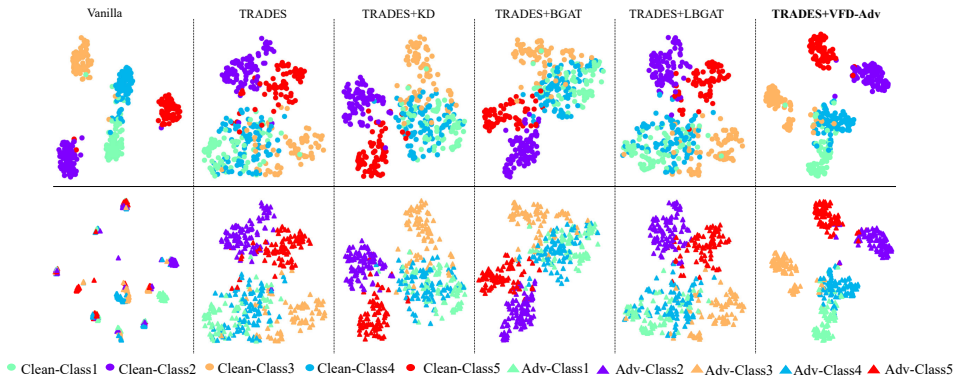 Vanilla TRADES TRADES+KD TRADES+BGAT TRADES+LBGAT TRADES+VFD-Adv
Clean-Class1 Clean-Class2 Clean-Class3 Clean-Class4 Clean-Class5 Adv-Class1 Adv-Class2 Adv-Class3 Adv-Class4 Adv-Class5